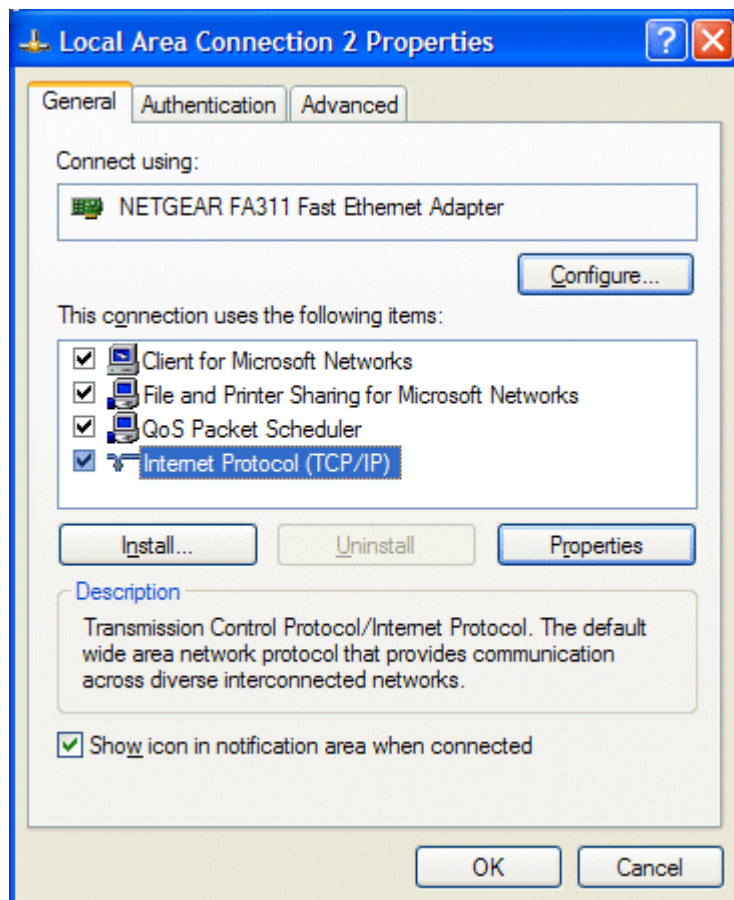 Local Area Connection 2 Properties
General Authentication Advanced
Connect using:
NETGEAR FA311 Fast Ethernet Adapter
Configure...
This connection uses the following items:
Client for Microsoft Networks
File and Printer Sharing for Microsoft Networks
QoS Packet Scheduler
Internet Protocol (TCP/IP)
Install... Uninstall Properties
Description
Transmission Control Protocol/Internet Protocol. The default
wide area network protocol that provides communication
across diverse interconnected networks.
Show icon in notification area when connected
OK Cancel